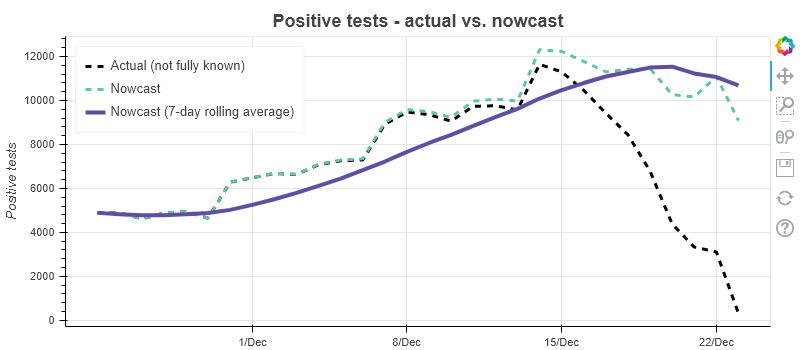 Positive tests - actual vs. nowcast
Actual (not fully known)
Nowcast
Nowcast (7-day rolling average)
Positive tests
12000
10000
8000
6000
4000
2000
0
1/Dec
8/Dec
15/Dec
22/Dec